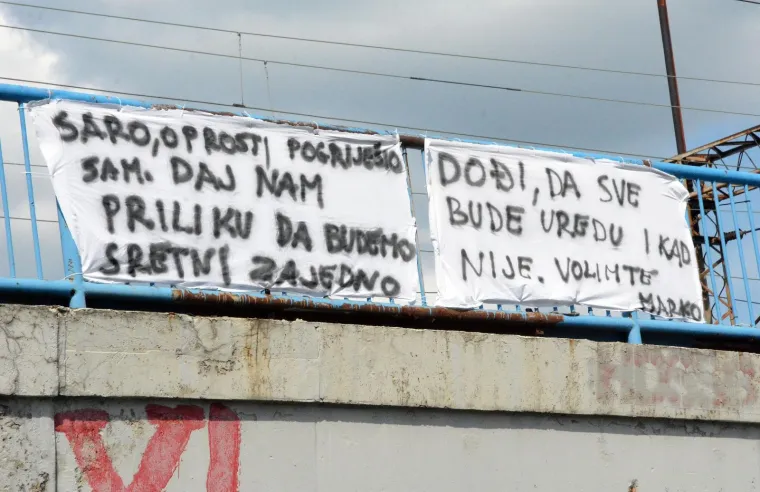 SARO, OPROSTI POGRIJEŠIO
SAM. DAJ NAM
PRILIKU DA BUDEMO
SRETNI ZAJEDNO
DOĐI, DA SVE
BUDE UREDU I KAD
NIJE. VOLIM TE
MARKO
VI